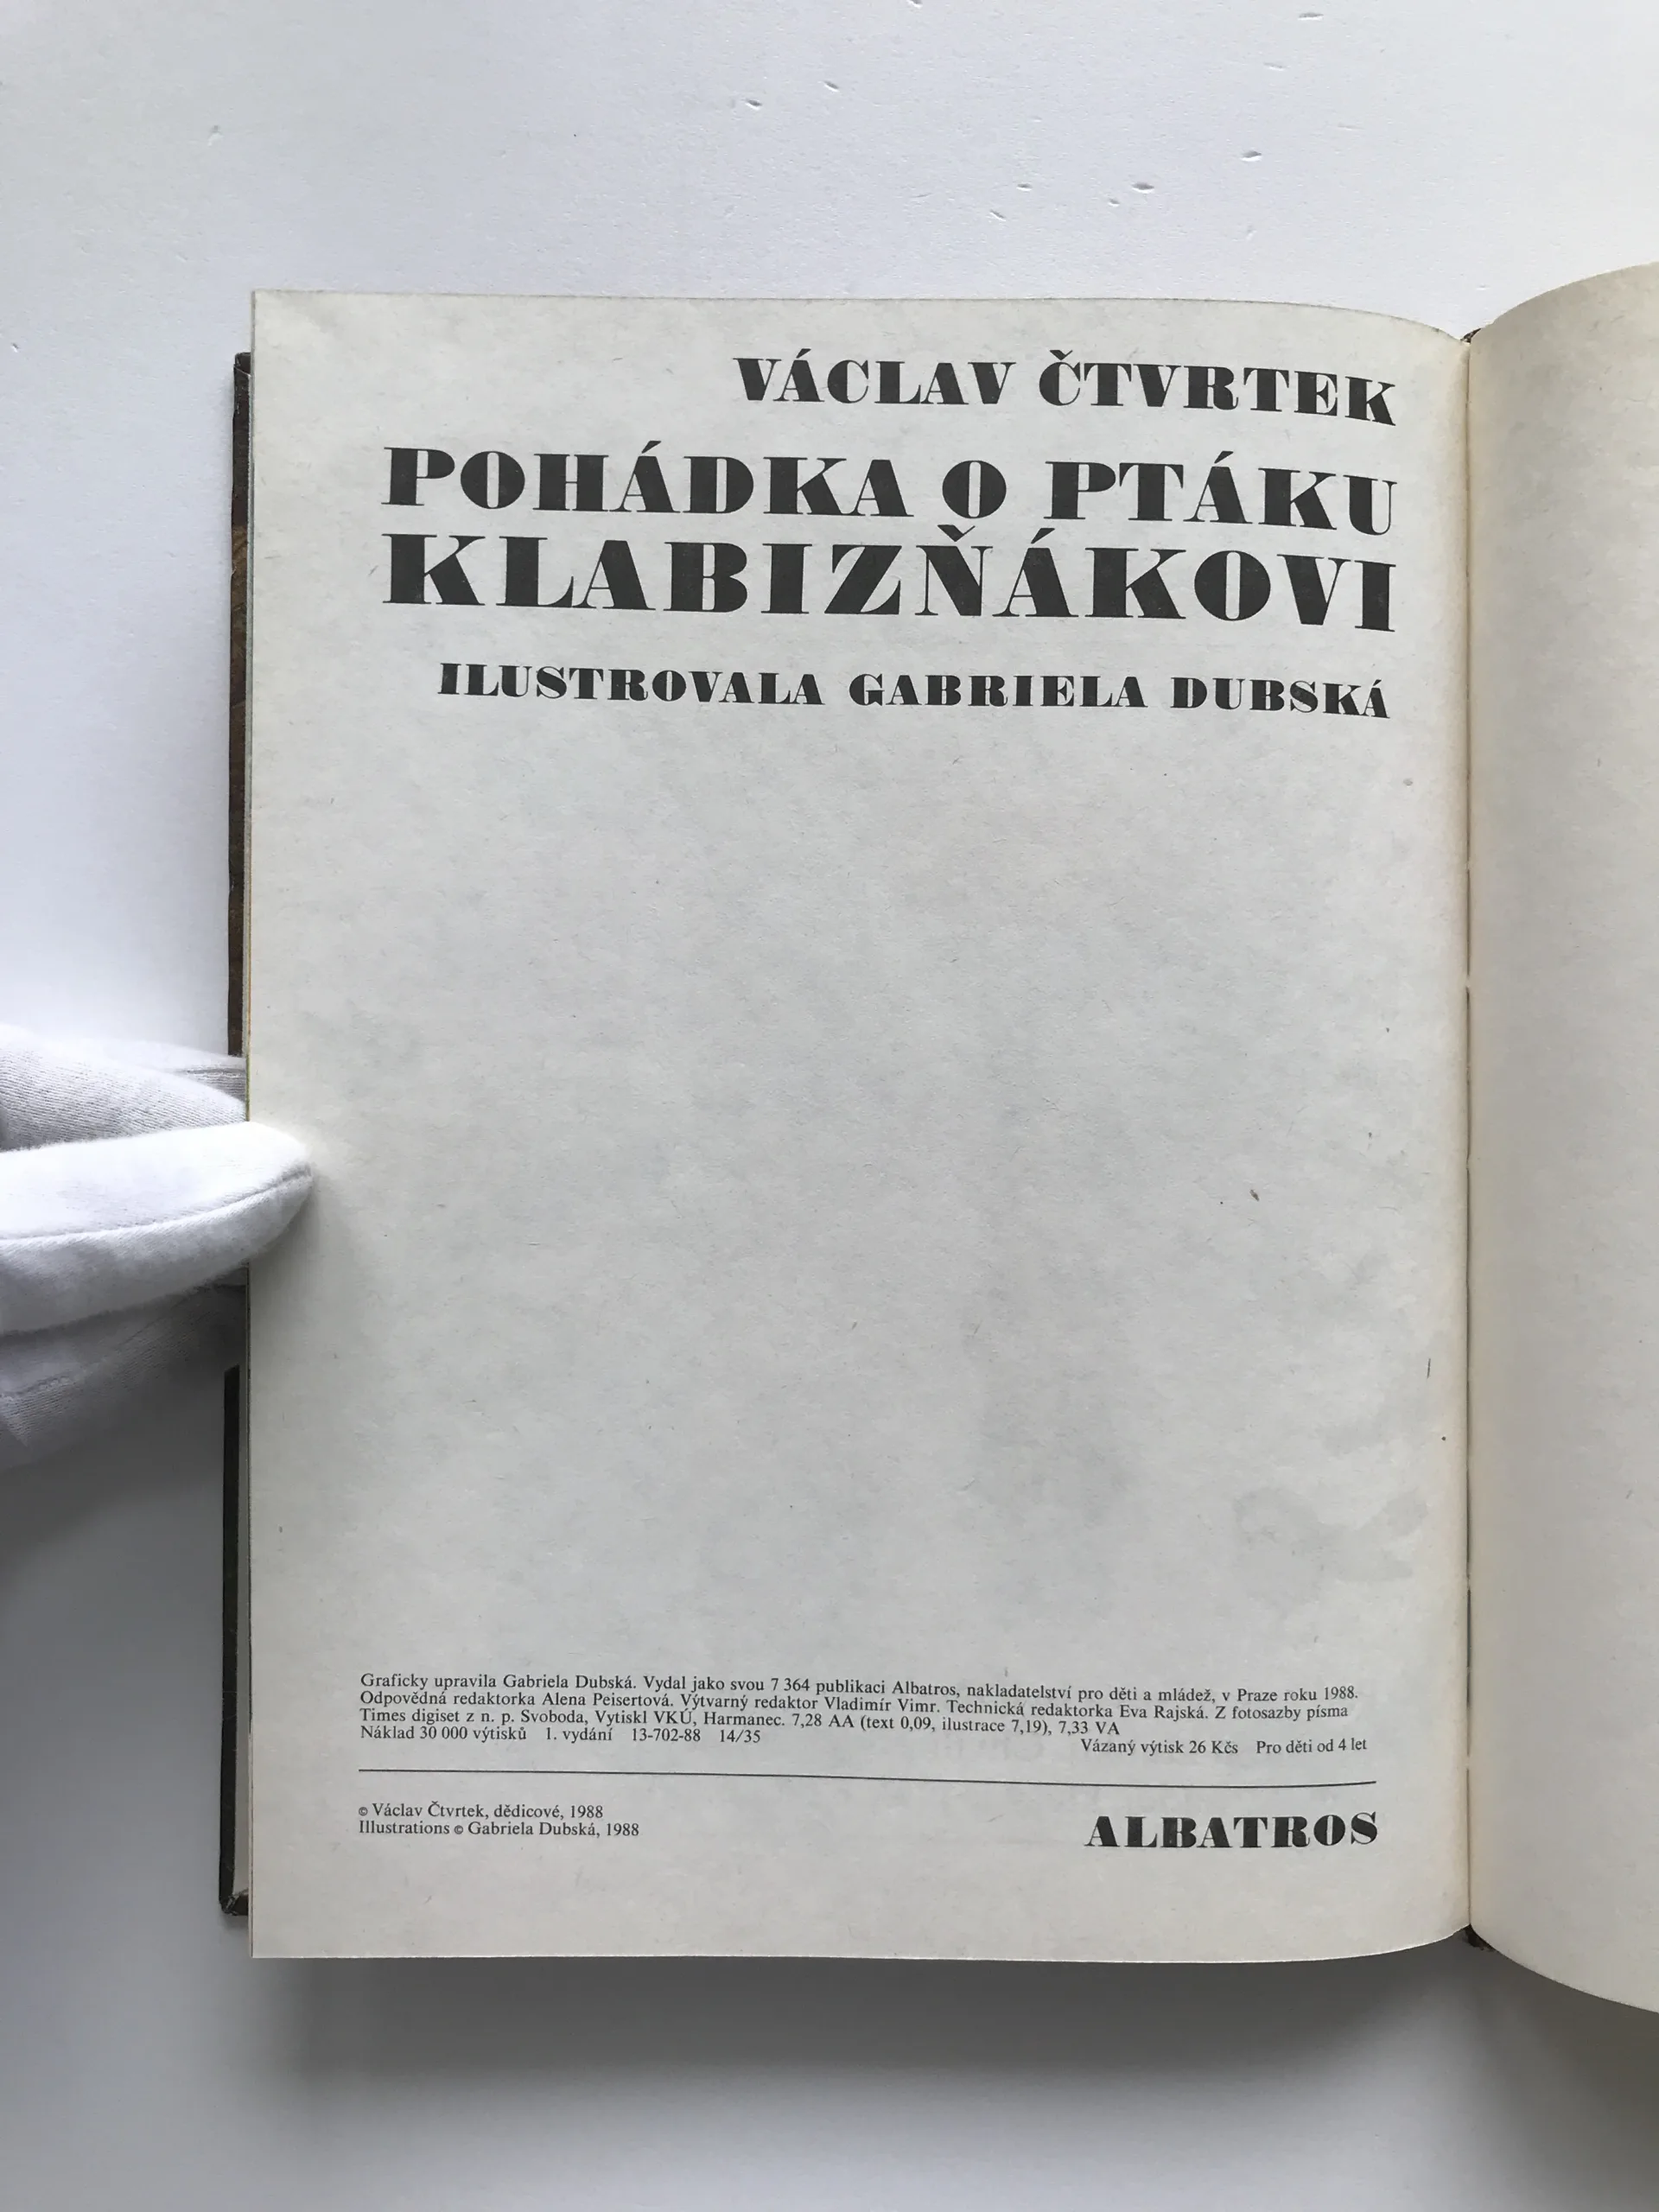 VÁCLAV ČTVRTEK
POHÁDKA O PTÁKU
KLABIZŇÁKOVI
ILUSTROVALA GABRIELA DUBSKÁ
Graficky upravila Gabriela Dubská. Vydal jako svou 7 364 publikaci Albatros, nakladatelství pro děti a mládež, v Praze roku 1988.
Odpovědná redaktorka Alena Peisertová. Výtvarný redaktor Vladimír Vimr. Technická redaktorka Eva Rajská. Z fotosazby písma
Times digiset z n. p. Svoboda, Vytiskl VKÚ, Harmanec. 7,28 AA (text 0,09, ilustrace 7,19), 7,33 VA
Náklad 30 000 výtisků 1. vydání 13-702-88 14/35
Vázaný výtisk 26 Kčs Pro děti od 4 let
© Václav Čtvrtek, dědicové, 1988
Illustrations © Gabriela Dubská, 1988
ALBATROS